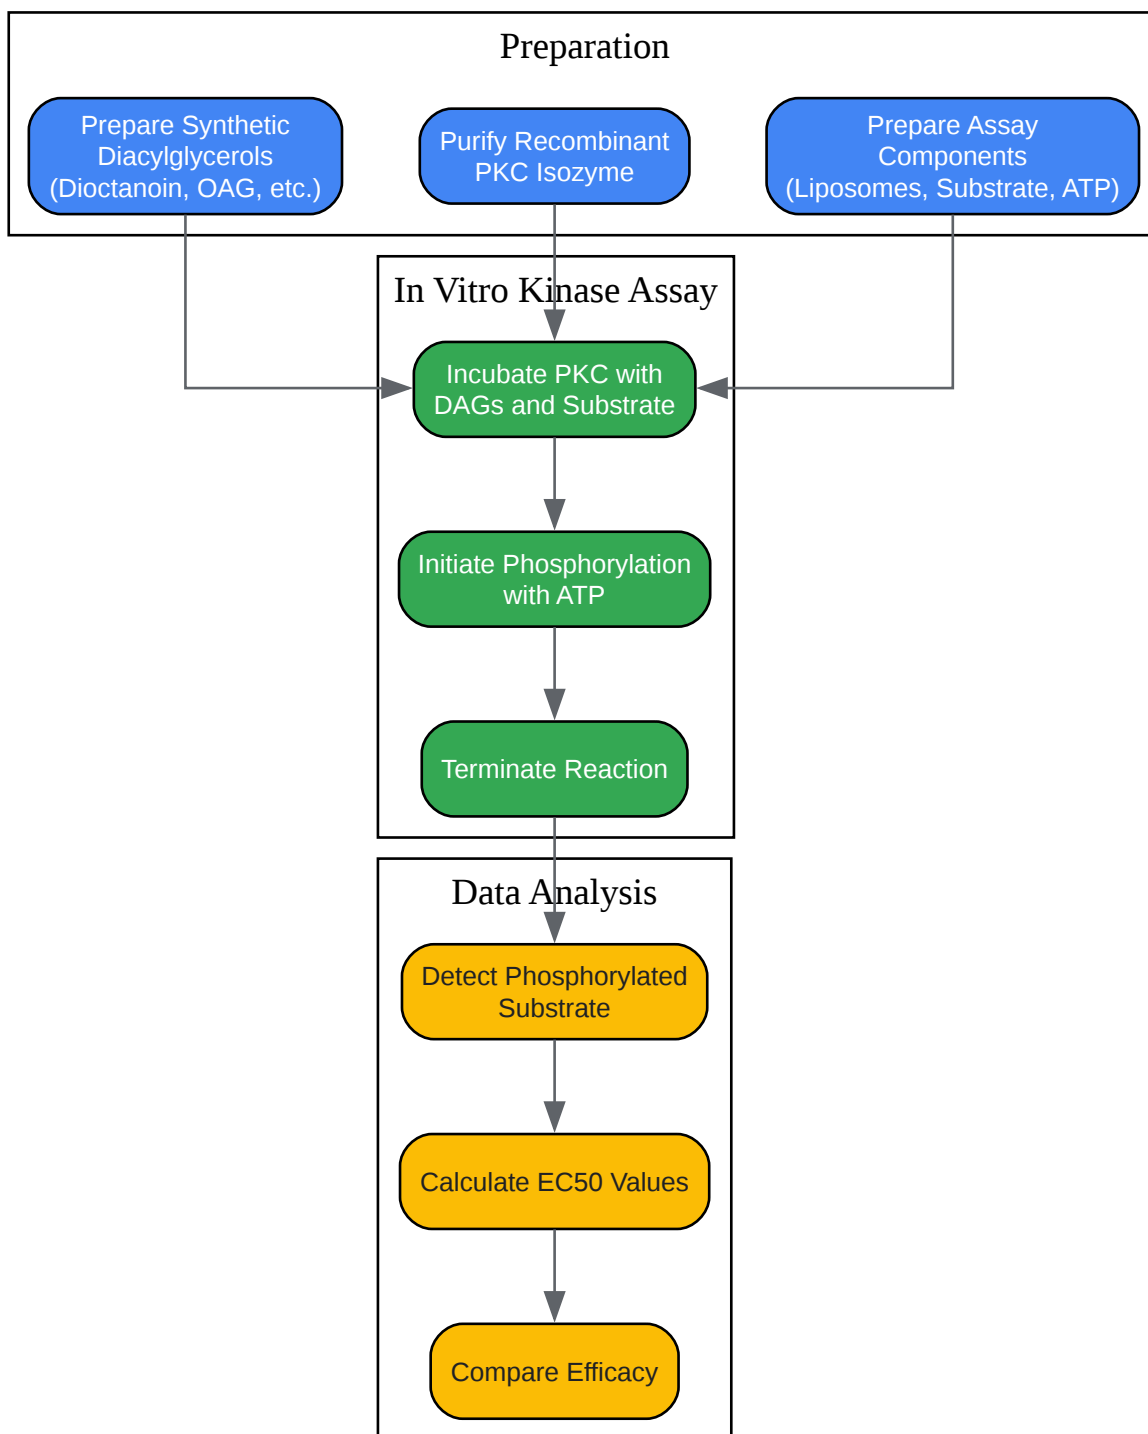 Preparation
Prepare Synthetic
Diacylglycerols
(Dioctanoin, OAG, etc.)
Purify Recombinant
PKC Isozyme
Prepare Assay
Components
(Liposomes, Substrate, ATP)
In Vitro Kinase Assay
Incubate PKC with
DAGs and Substrate
Initiate Phosphorylation
with ATP
Terminate Reaction
Data Analysis
Detect Phosphorylated
Substrate
Calculate EC50 Values
Compare Efficacy